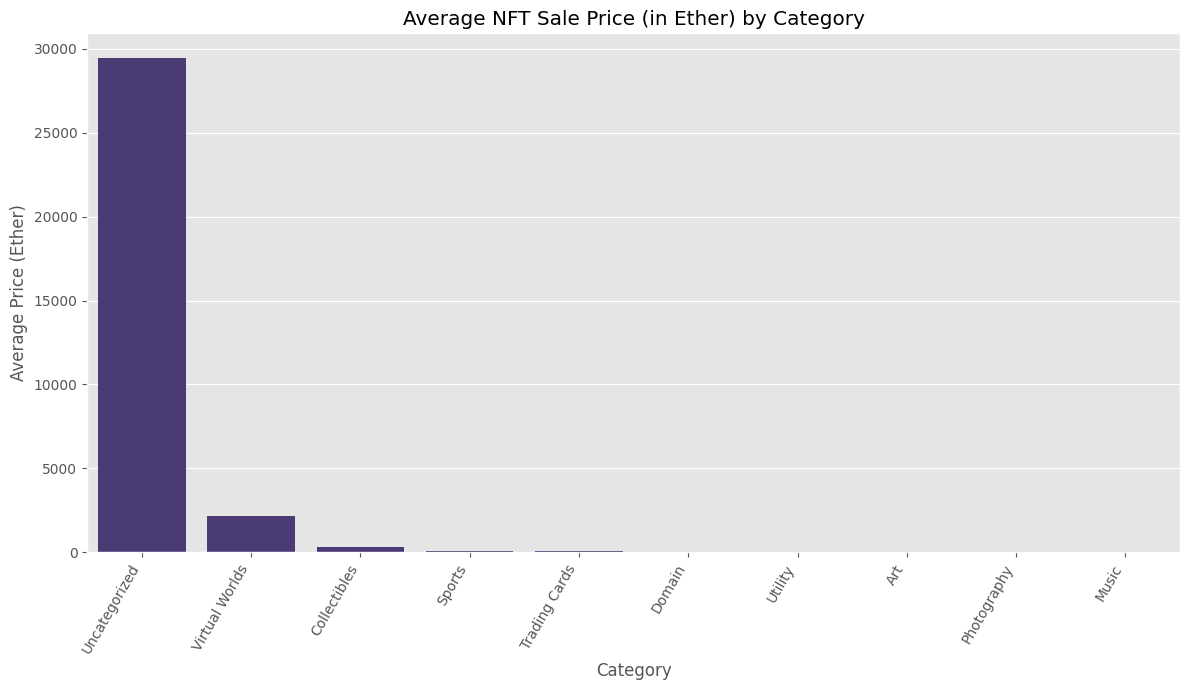 Average NFT Sale Price (in Ether) by Category
Average Price (Ether)
30000
25000
20000
15000
10000
5000
0
Uncategorized
Virtual Worlds
Collectibles
Sports
Trading Cards
Domain
Utility
Art
Photography
Music
Category